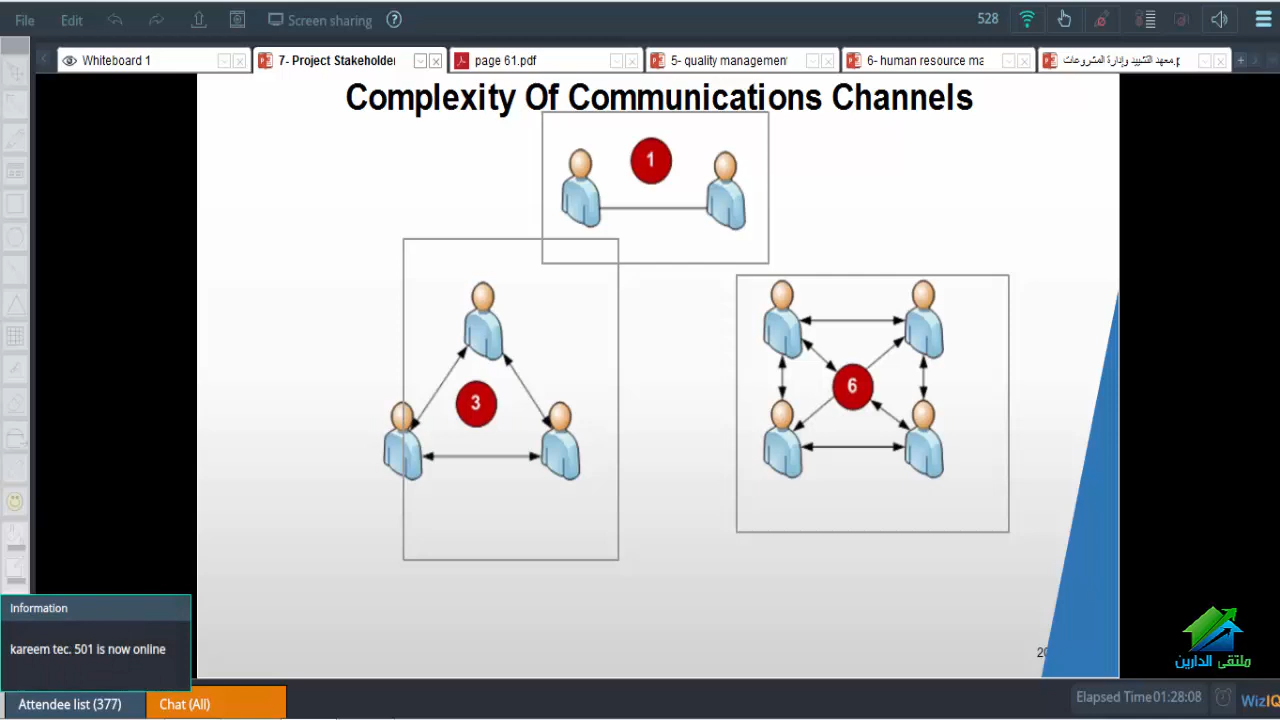 File Edit Screen sharing ? 528
Whiteboard 1 7- Project Stakeholder page 61.pdf 5- quality management 6- human resource ma معهد التشييد وإدارة المشروعات.p
Complexity Of Communications Channels
1
3
6
Information
kareem tec. 501 is now online
20
ملتقى الدارين
Attendee list (377) Chat (All) Elapsed Time 01:28:08 WizIQ